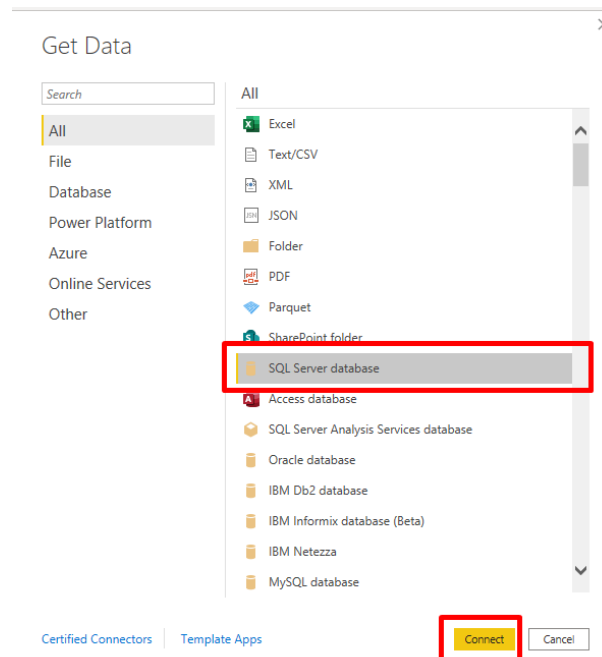 Get Data
Search
All
File
Database
Power Platform
Azure
Online Services
Other
All
Excel
Text/CSV
XML
JSON
Folder
PDF
Parquet
SharePoint folder
SQL Server database
Access database
SQL Server Analysis Services database
Oracle database
IBM Db2 database
IBM Informix database (Beta)
IBM Netezza
MySQL database
Certified Connectors Template Apps Connect Cancel